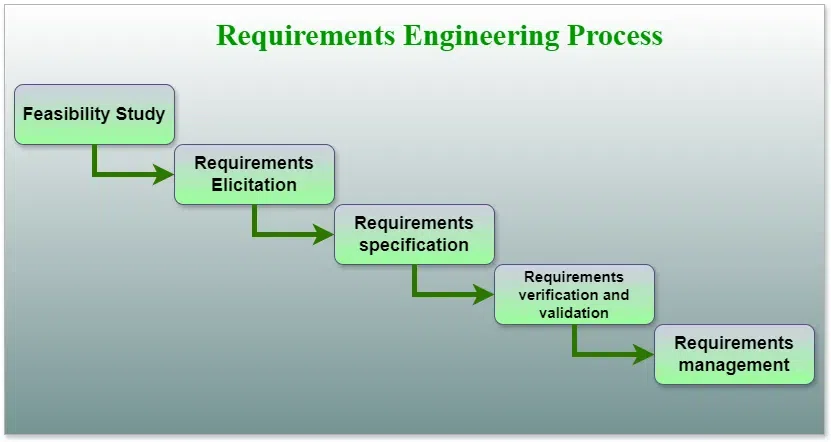 Requirements Engineering Process
Feasibility Study
Requirements
Elicitation
Requirements
specification
Requirements
verification and
validation
Requirements
management